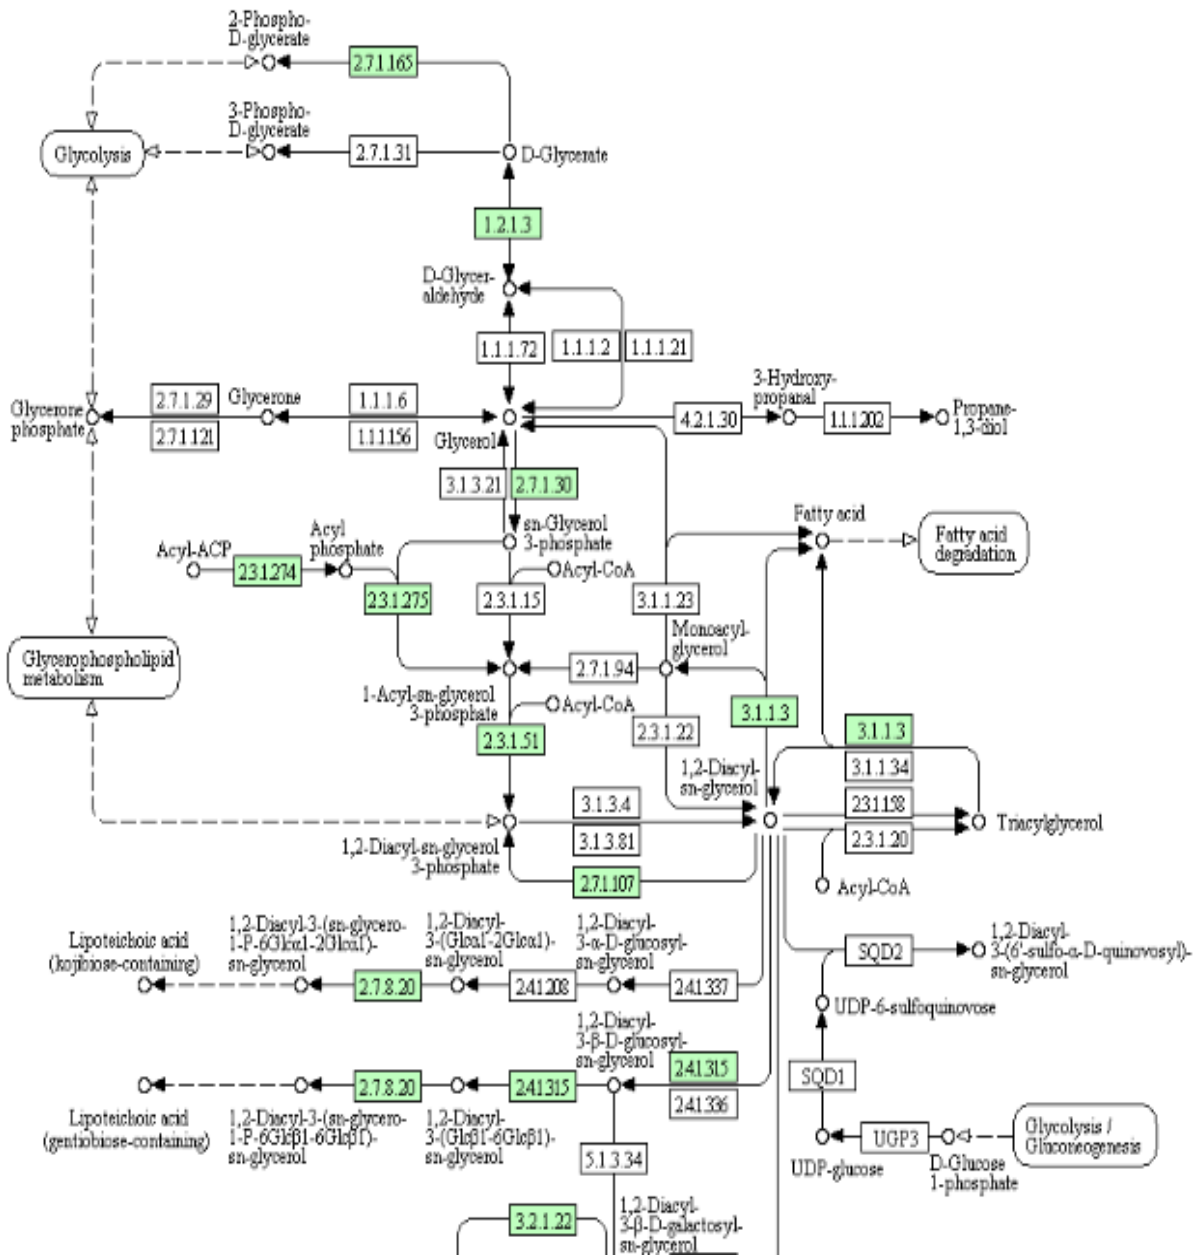 2-Phospho-
D-glycerate
2.7.1.165
3-Phospho-
D-glycerate
Glycolysis
2.7.1.31
D-Glycerate
1.2.1.3
D-Glycer-
aldehyde
1.1.1.72
1.1.1.2
1.1.1.21
3-Hydroxy-
propanal
Glycerone
phosphate
2.7.1.29
2.7.1.121
Glycerone
1.1.1.6
1.1.1.156
Glycerol
4.2.1.30
1.1.1.202
Propane-
1,3-diol
3.1.3.21
2.7.1.30
Fatty acid
Fatty acid
degradation
sn-Glycerol
3-phosphate
Acyl-ACP
Acyl
phosphate
2.3.1.274
2.3.1.275
Acyl-CoA
2.3.1.15
3.1.1.23
Monoacyl-
glycerol
Glycerophospholipid
metabolism
2.7.1.94
1-Acyl-sn-glycerol
3-phosphate
Acyl-CoA
2.3.1.51
2.3.1.22
3.1.1.3
3.1.1.3
3.1.1.34
1,2-Diacyl-
sn-glycerol
3.1.3.4
3.1.3.81
2.3.1.158
2.3.1.20
Triacylglycerol
1,2-Diacyl-sn-glycerol
3-phosphate
2.7.1.107
Acyl-CoA
Lipoteichoic acid
(kojibiose-containing)
1,2-Diacyl-3-(sn-glycero-
1-P-6Glcα1-2Glcα1)-
sn-glycerol
1,2-Diacyl-
3-(Glcα1-2Glcα1)-
sn-glycerol
1,2-Diacyl-
3-α-D-glucosyl-
sn-glycerol
SQD2
1,2-Diacyl-
3-(6'-sulfo-α-D-quinovosyl)-
sn-glycerol
2.7.8.20
2.4.1.208
2.4.1.337
UDP-6-sulfoquinovose
1,2-Diacyl-
3-β-D-glucosyl-
sn-glycerol
2.7.8.20
2.4.1.315
2.4.1.315
2.4.1.336
SQD1
Lipoteichoic acid
(gentiobiose-containing)
1,2-Diacyl-3-(sn-glycero-
1-P-6Glcβ1-6Glcβ1)-
sn-glycerol
1,2-Diacyl-
3-(Glcβ1-6Glcβ1)-
sn-glycerol
5.1.3.34
UGP3
Glycolysis /
Gluconeogenesis
UDP-glucose
D-Glucose
1-phosphate
3.2.1.22
1,2-Diacyl-
3-β-D-galactosyl-
sn-glycerol